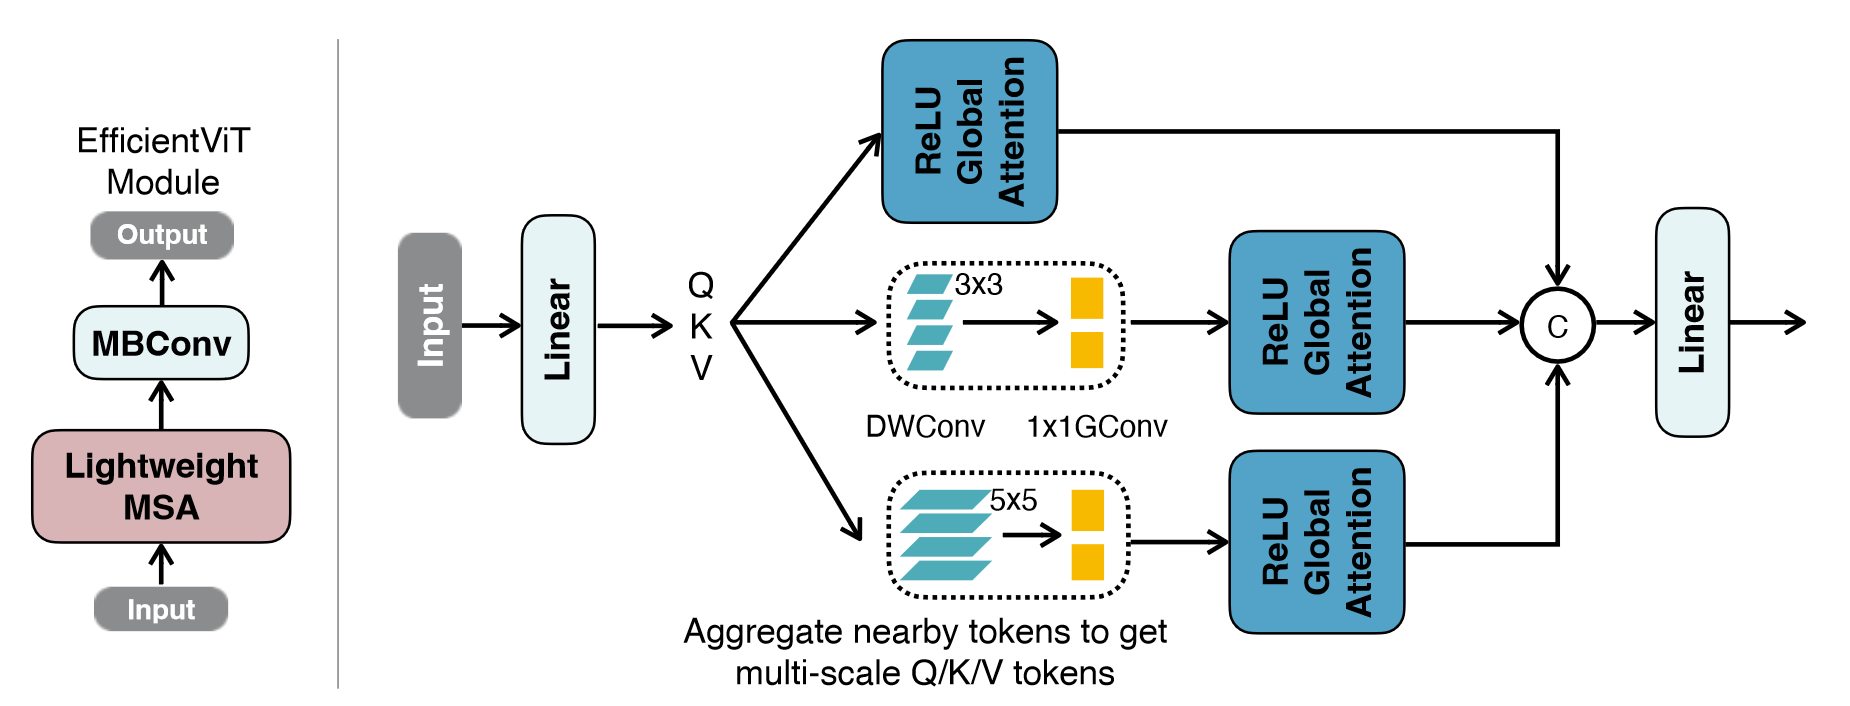 EfficientViT
Module
Output
MBConv
Lightweight
MSA
Input
Input
Linear
Q
K
V
ReLU
Global
Attention
3x3
DWConv
1x1GConv
ReLU
Global
Attention
5x5
ReLU
Global
Attention
Aggregate nearby tokens to get
multi-scale Q/K/V tokens
C
Linear